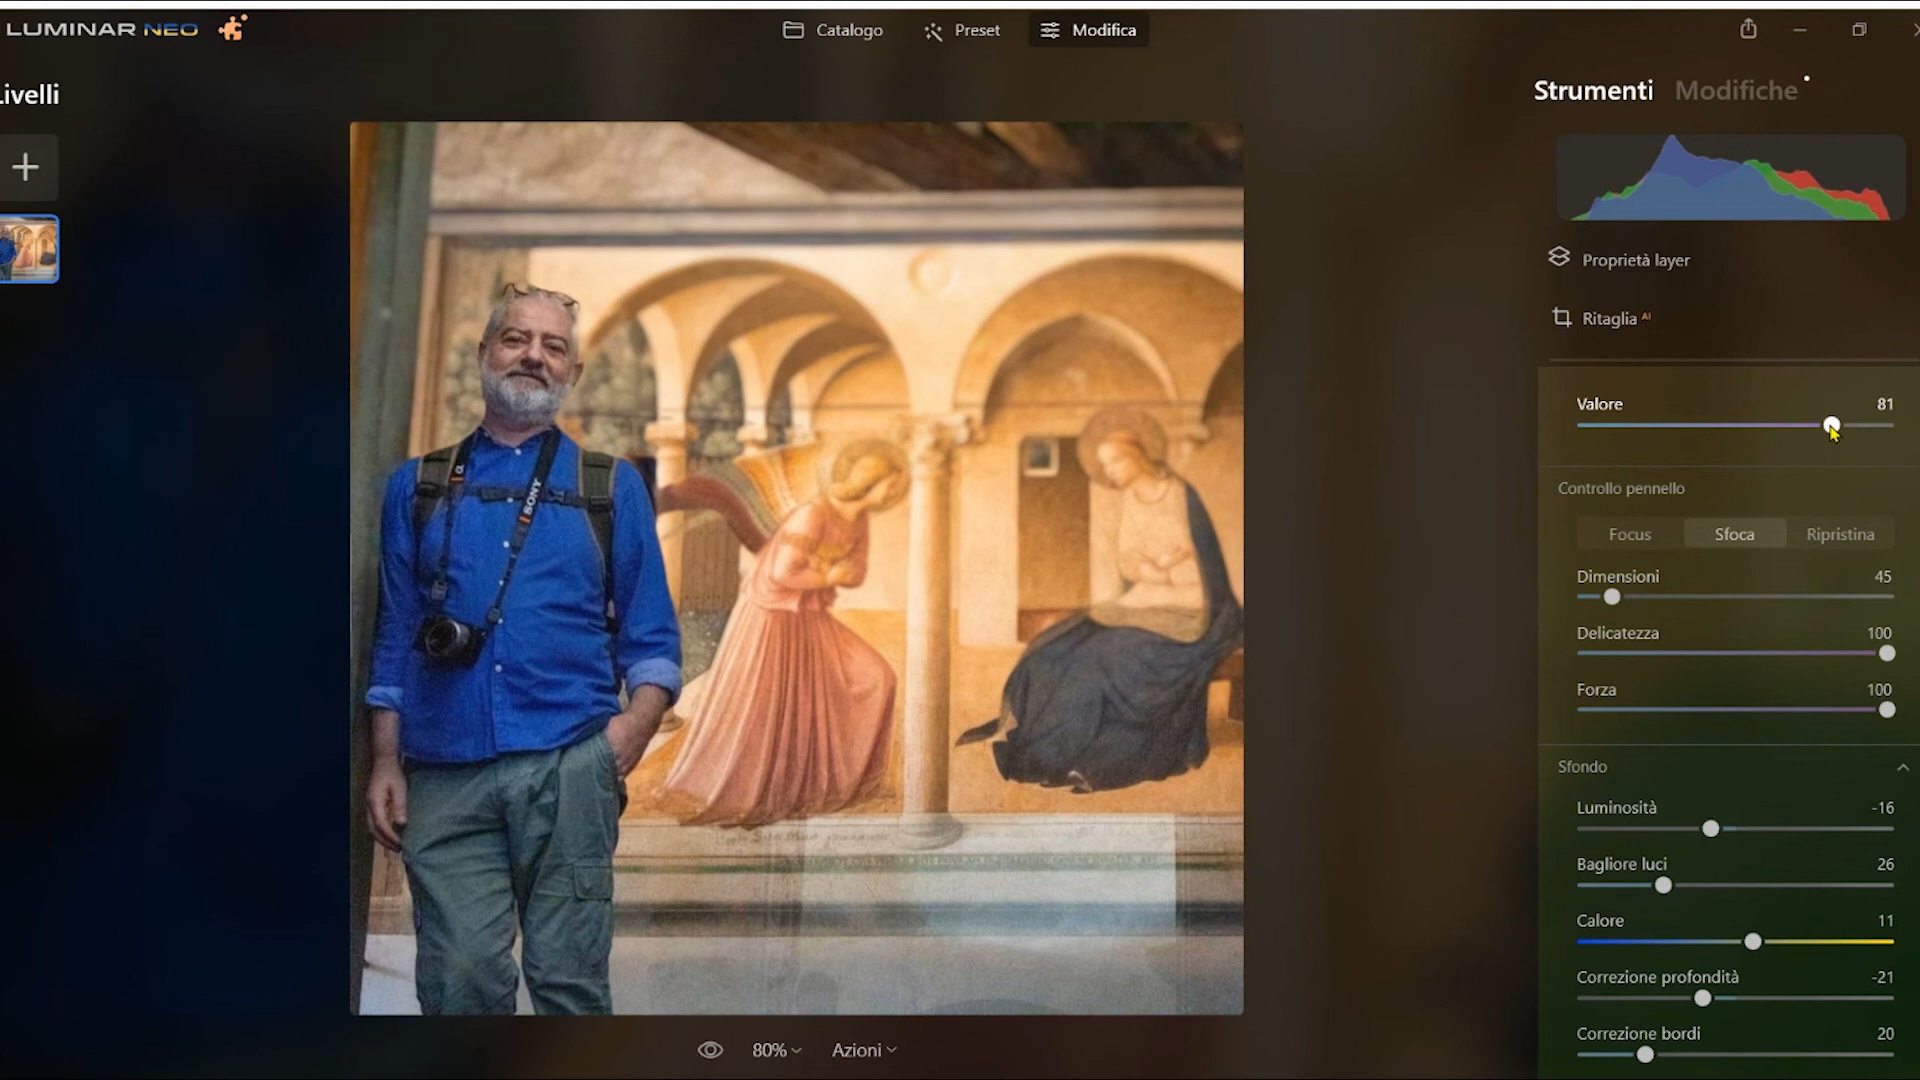 LUMINAR NEO
Catalogo
Preset
Modifica
Livelli
Strumenti Modifiche
Proprietà layer
Ritaglia AI
Valore 81
Controllo pennello
Focus Sfoca Ripristina
Dimensioni 45
Delicatezza 100
Forza 100
Sfondo
Luminosità -16
Bagliore luci 26
Calore 11
Correzione profondità -21
Correzione bordi 20
α
SONY
80% Azioni